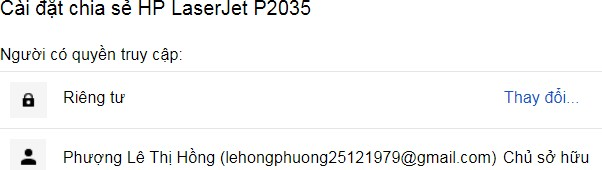 Cài đặt chia sẻ HP LaserJet P2035
Người có quyền truy cập:
Riêng tư Thay đổi...
Phượng Lê Thị Hồng (lehongphuong25121979@gmail.com) Chủ sở hữu